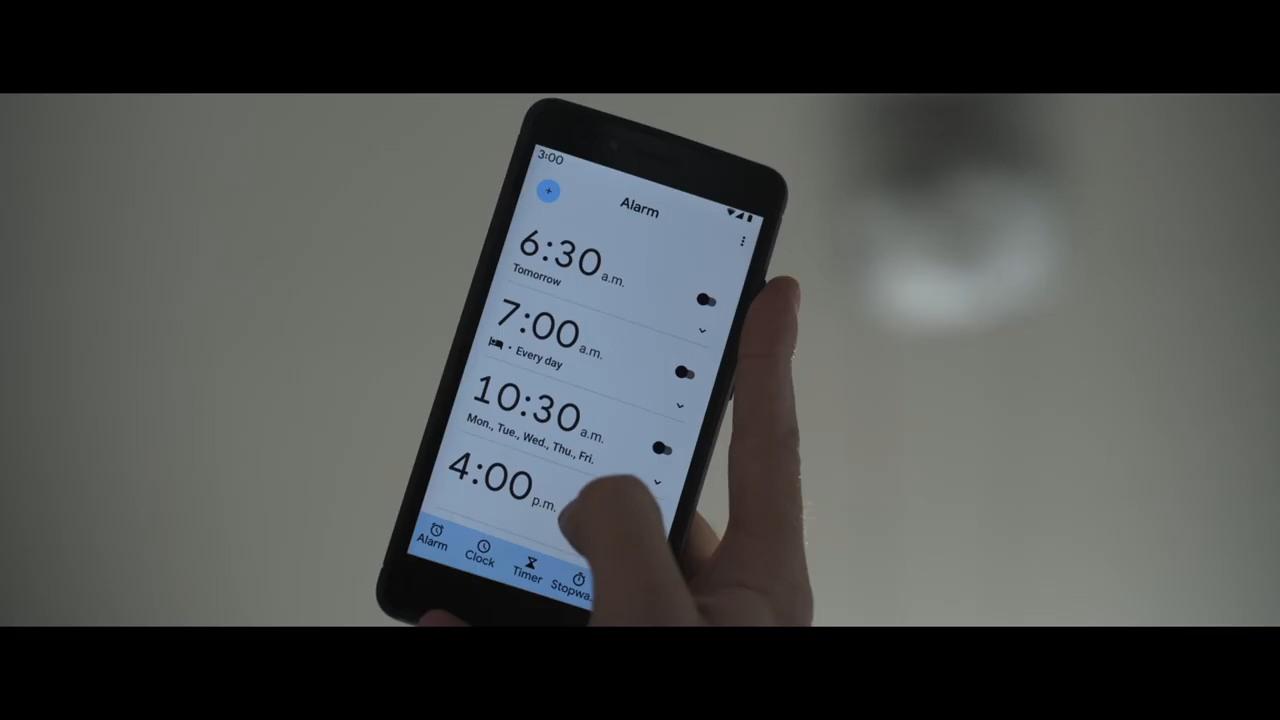 3:00
+
Alarm
6:30 a.m.
Tomorrow
7:00 a.m.
• Every day
10:30 a.m.
Mon., Tue., Wed., Thu., Fri.
4:00 p.m.
Alarm Clock Timer Stopwa..